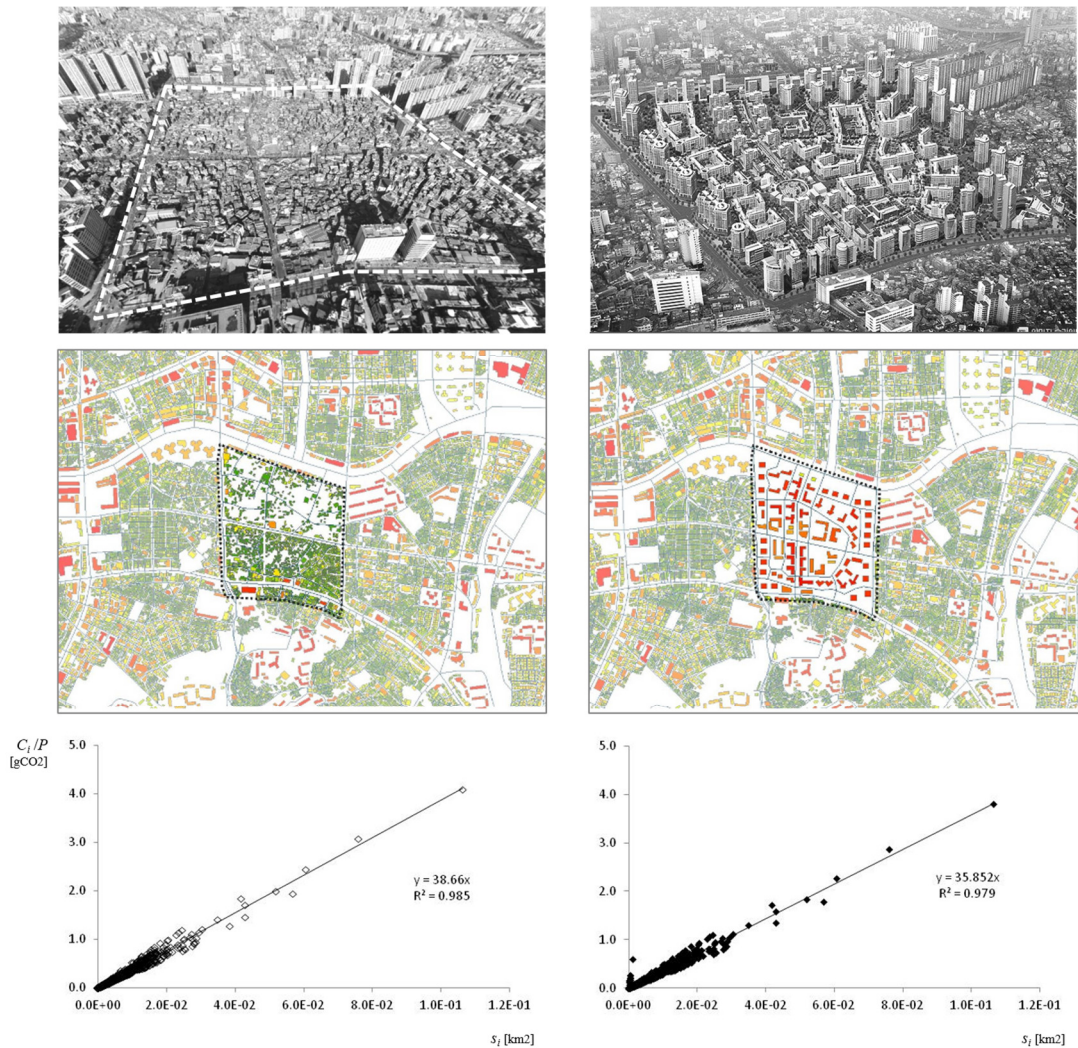 C_i /P
[gCO2]
5.0
4.0
3.0
2.0
1.0
0.0
y = 38.66x
R² = 0.985
0.0E+00 2.0E-02 4.0E-02 6.0E-02 8.0E-02 1.0E-01 1.2E-01
s_i [km2]
5.0
4.0
3.0
2.0
1.0
0.0
y = 35.852x
R² = 0.979
0.0E+00 2.0E-02 4.0E-02 6.0E-02 8.0E-02 1.0E-01 1.2E-01
s_i [km2]